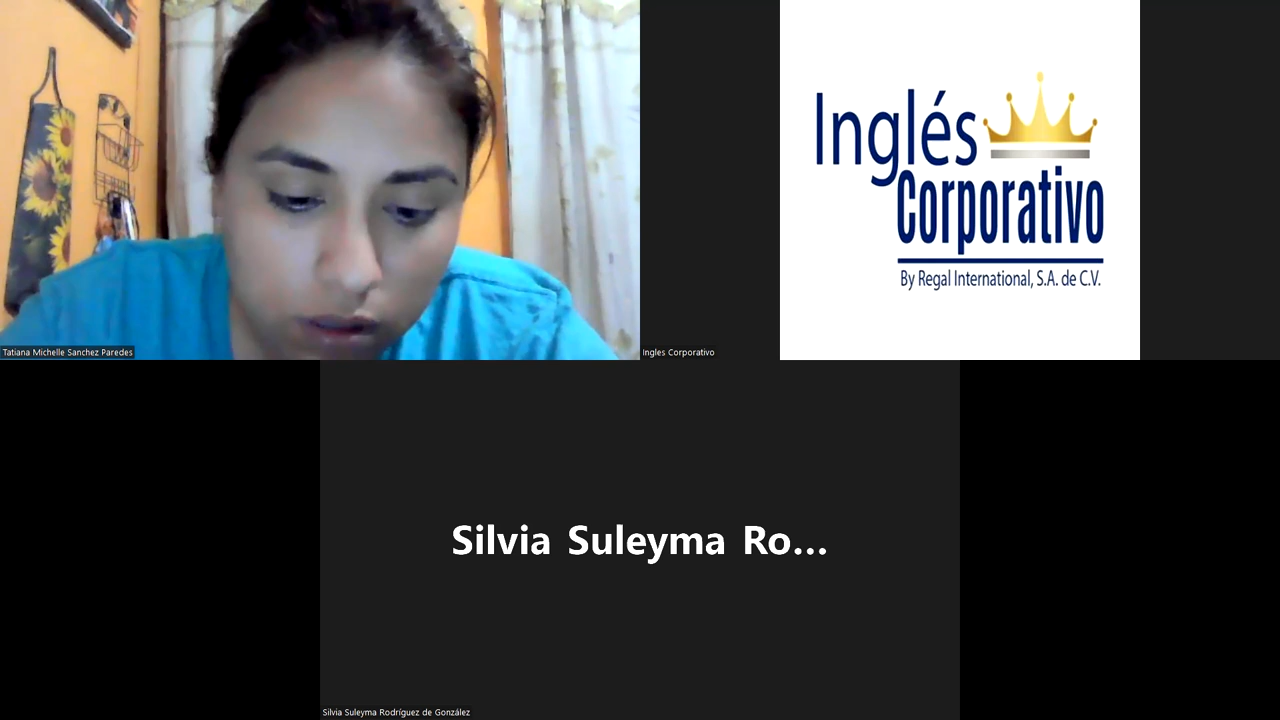 Inglés
Corporativo
By Regal International, S.A. de C.V.
Tatiana Michelle Sanchez Paredes
Ingles Corporativo
Silvia Suleyma Ro...
Silvia Suleyma Rodríguez de González